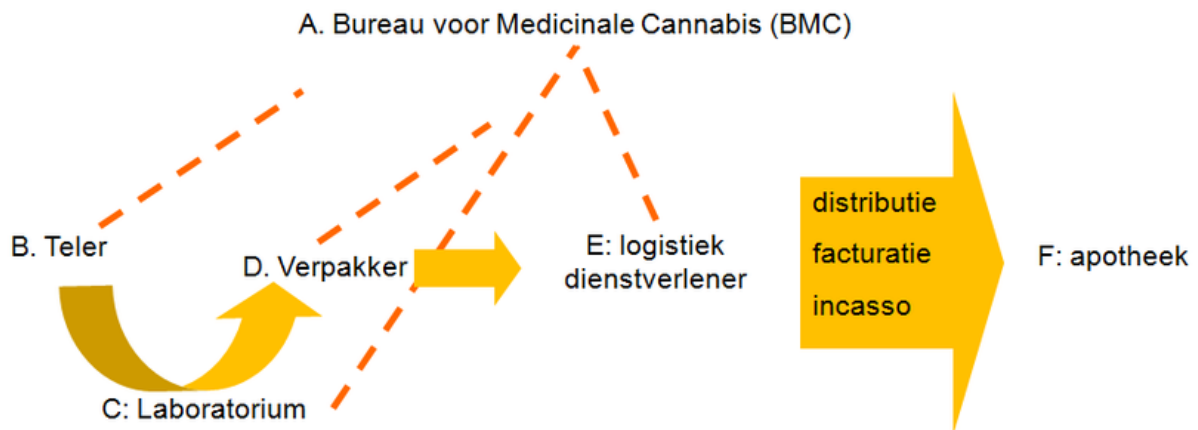 A. Bureau voor Medicinale Cannabis (BMC)
B. Teler
D. Verpakker
C: Laboratorium
E: logistiek
dienstverlener
distributie
facturatie
incasso
F: apotheek